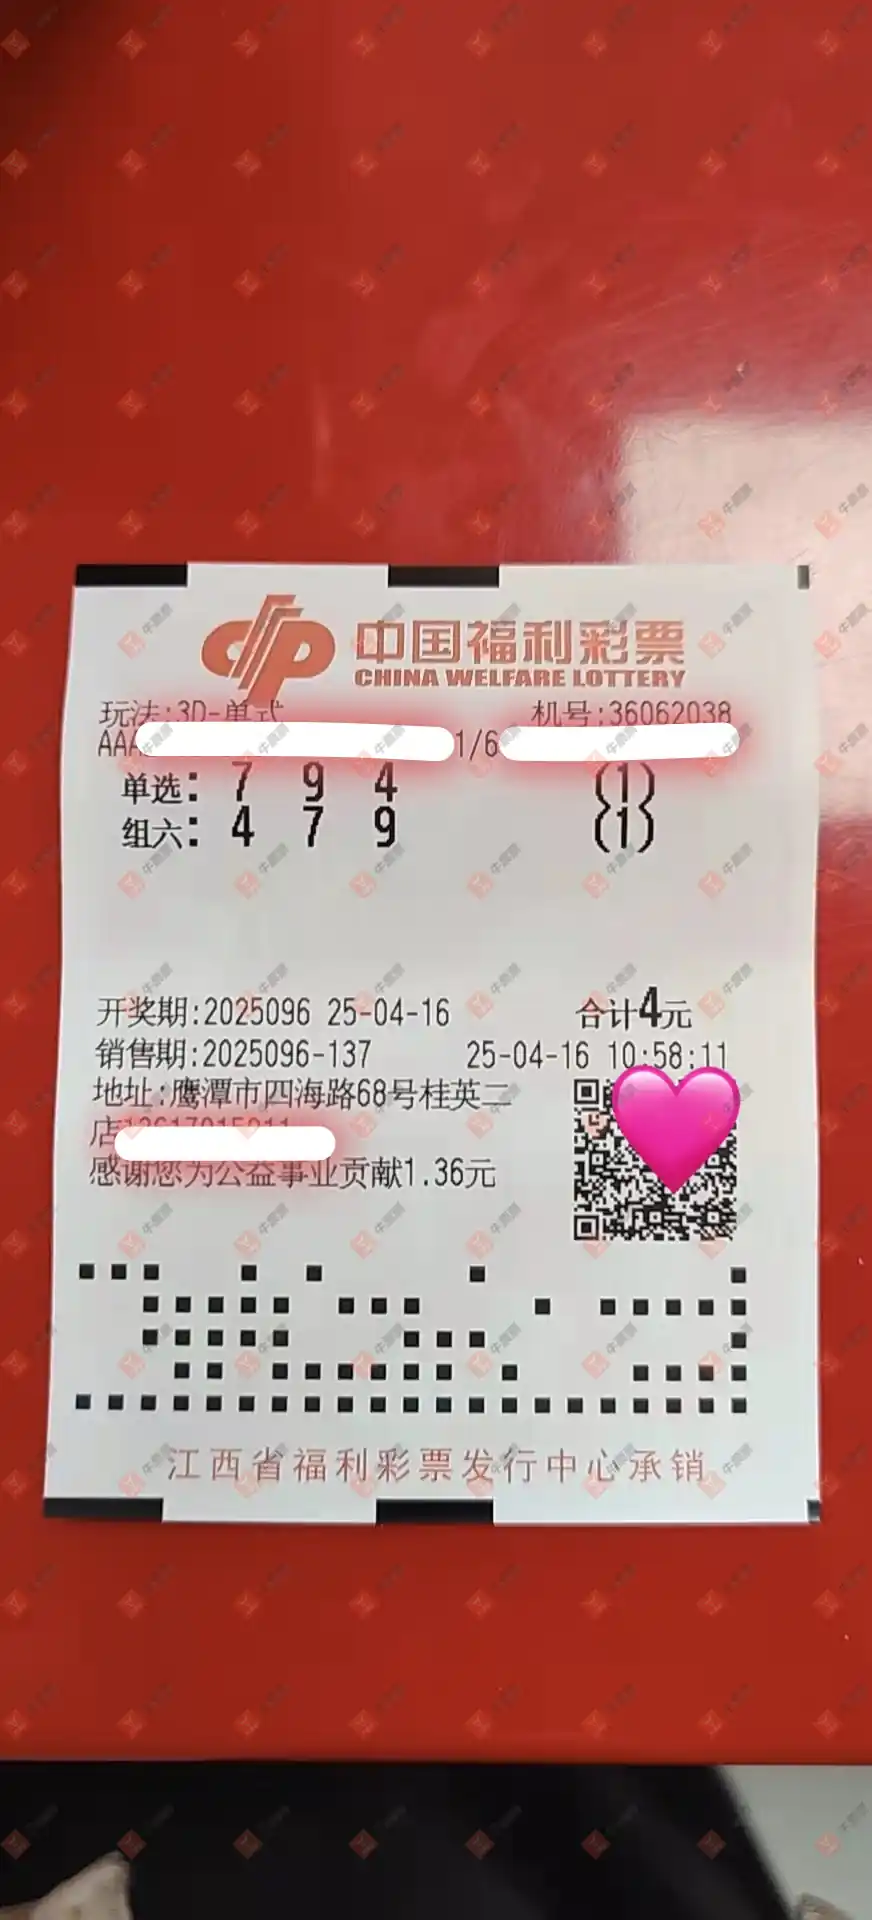 中国福利彩票
CHINA WELFARE LOTTERY
玩法:3D-单式 机号:36062038
AAA 1/6
单选: 7 9 4 (1)
组六: 4 7 9 (1)
开奖期:2025096 25-04-16 合计4元
销售期:2025096-137 25-04-16 10:58:11
地址:鹰潭市四海路68号桂英二
店
感谢您为公益事业贡献1.36元
江西省福利彩票发行中心承销